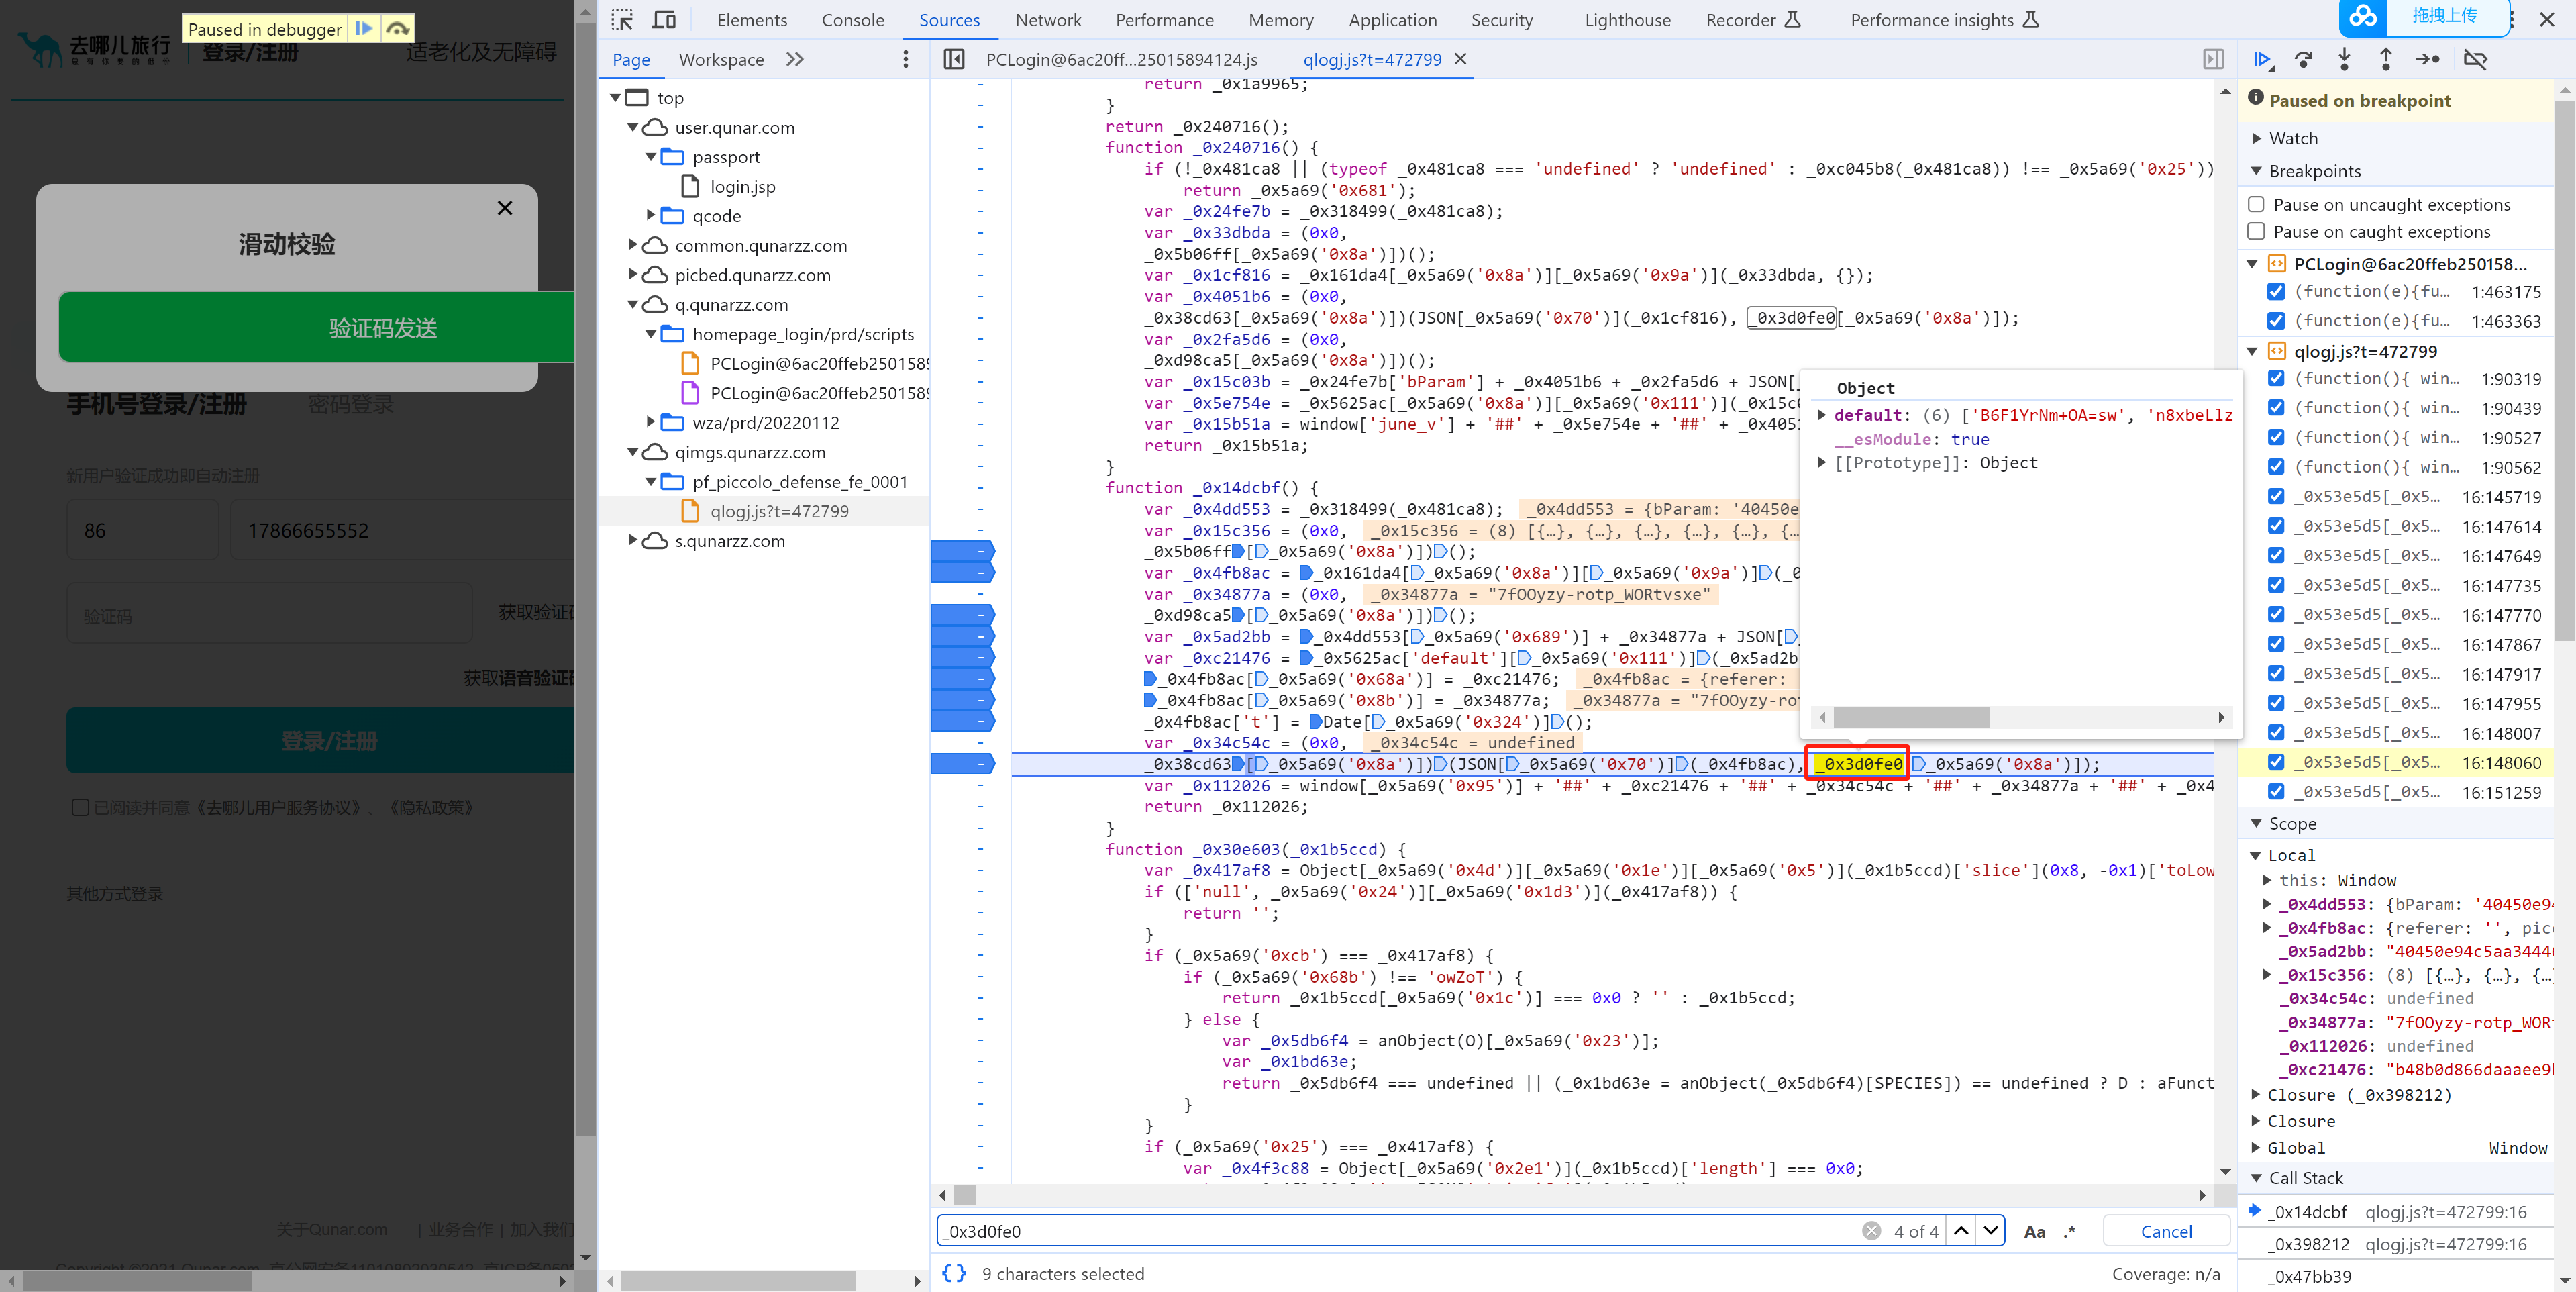 Paused in debugger
去哪儿旅行
总有你要的低价
登录/注册
适老化及无障碍
滑动校验
验证码发送
手机号登录/注册
密码登录
新用户验证成功即自动注册
86
17866655552
验证码
获取验证码
获取语音验证码
登录/注册
已阅读并同意《去哪儿用户服务协议》、《隐私政策》
其他方式登录
关于Qunar.com | 业务合作 | 加入我们
Elements
Console
Sources
Network
Performance
Memory
Application
Security
Lighthouse
Recorder
Performance insights
拖拽上传
Page
Workspace
PCLogin@6ac20ff...25015894124.js
qlogj.js?t=472799
top
user.qunar.com
passport
login.jsp
qcode
common.qunarzz.com
picbed.qunarzz.com
q.qunarzz.com
homepage_login/prd/scripts
PCLogin@6ac20ffeb2501589
PCLogin@6ac20ffeb2501589
wza/prd/20220112
qimgs.qunarzz.com
pf_piccolo_defense_fe_0001
qlogj.js?t=472799
s.qunarzz.com
return _0x1a9965;
}
return _0x240716();
function _0x240716() {
if (!_0x481ca8 || (typeof _0x481ca8 === 'undefined' ? 'undefined' : _0xc045b8(_0x481ca8)) !== _0x5a69('0x25'))
return _0x5a69('0x681');
var _0x24fe7b = _0x318499(_0x481ca8);
var _0x33dbda = (0x0,
_0x5b06ff[_0x5a69('0x8a')])();
var _0x1cf816 = _0x161da4[_0x5a69('0x8a')][_0x5a69('0x9a')](_0x33dbda, {});
var _0x4051b6 = (0x0,
_0x38cd63[_0x5a69('0x8a')])(JSON[_0x5a69('0x70')](_0x1cf816), _0x3d0fe0[_0x5a69('0x8a')]);
var _0x2fa5d6 = (0x0,
_0xd98ca5[_0x5a69('0x8a')])();
var _0x15c03b = _0x24fe7b['bParam'] + _0x4051b6 + _0x2fa5d6 + JSON[_
var _0x5e754e = _0x5625ac[_0x5a69('0x8a')][_0x5a69('0x111')](_0x15c0
var _0x15b51a = window['june_v'] + '##' + _0x5e754e + '##' + _0x4051
return _0x15b51a;
}
function _0x14dcbf() {
var _0x4dd553 = _0x318499(_0x481ca8); _0x4dd553 = {bParam: '40450e9
var _0x15c356 = (0x0, _0x15c356 = (8) [{…}, {…}, {…}, {…}, {…
_0x5b06ff[_0x5a69('0x8a')])();
var _0x4fb8ac = _0x161da4[_0x5a69('0x8a')][_0x5a69('0x9a')](_0
var _0x34877a = (0x0, _0x34877a = "7fOOyzy-rotp_WORtvsxe"
_0xd98ca5[_0x5a69('0x8a')])();
var _0x5ad2bb = _0x4dd553[_0x5a69('0x689')] + _0x34877a + JSON[
var _0xc21476 = _0x5625ac['default'][_0x5a69('0x111')](_0x5ad2bb
_0x4fb8ac[_0x5a69('0x68a')] = _0xc21476; _0x4fb8ac = {referer:
_0x4fb8ac[_0x5a69('0x8b')] = _0x34877a; _0x34877a = "7fOOyzy-rot
_0x4fb8ac['t'] = Date[_0x5a69('0x324')]();
var _0x34c54c = (0x0, _0x34c54c = undefined
_0x38cd63[_0x5a69('0x8a')])(JSON[_0x5a69('0x70')](_0x4fb8ac), _0x3d0fe0[_0x5a69('0x8a')]);
var _0x112026 = window[_0x5a69('0x95')] + '##' + _0xc21476 + '##' + _0x34c54c + '##' + _0x34877a + '##' + _0x4
return _0x112026;
}
function _0x30e603(_0x1b5ccd) {
var _0x417af8 = Object[_0x5a69('0x4d')][_0x5a69('0x1e')][_0x5a69('0x5')](_0x1b5ccd)['slice'](0x8, -0x1)['toLow
if (['null', _0x5a69('0x24')][_0x5a69('0x1d3')](_0x417af8)) {
return '';
}
if (_0x5a69('0xcb') === _0x417af8) {
if (_0x5a69('0x68b') !== 'owZoT') {
return _0x1b5ccd[_0x5a69('0x1c')] === 0x0 ? '' : _0x1b5ccd;
} else {
var _0x5db6f4 = anObject(O)[_0x5a69('0x23')];
var _0x1bd63e;
return _0x5db6f4 === undefined || (_0x1bd63e = anObject(_0x5db6f4)[SPECIES]) == undefined ? D : aFunct
}
}
if (_0x5a69('0x25') === _0x417af8) {
var _0x4f3c88 = Object[_0x5a69('0x2e1')](_0x1b5ccd)['length'] === 0x0;
Object
default: (6) ['B6F1YrNm+OA=sw', 'n8xbeLlz
__esModule: true
[[Prototype]]: Object
_0x3d0fe0
4 of 4
Aa
.*
Cancel
{} 9 characters selected
Coverage: n/a
Paused on breakpoint
Watch
Breakpoints
Pause on uncaught exceptions
Pause on caught exceptions
PCLogin@6ac20ffeb250158...
(function(e){fu… 1:463175
(function(e){fu… 1:463363
qlogj.js?t=472799
(function(){ win… 1:90319
(function(){ win… 1:90439
(function(){ win… 1:90527
(function(){ win… 1:90562
_0x53e5d5[_0x5… 16:145719
_0x53e5d5[_0x5… 16:147614
_0x53e5d5[_0x5… 16:147649
_0x53e5d5[_0x5… 16:147735
_0x53e5d5[_0x5… 16:147770
_0x53e5d5[_0x5… 16:147867
_0x53e5d5[_0x5… 16:147917
_0x53e5d5[_0x5… 16:147955
_0x53e5d5[_0x5… 16:148007
_0x53e5d5[_0x5… 16:148060
_0x53e5d5[_0x5… 16:151259
Scope
Local
this: Window
_0x4dd553: {bParam: '40450e94
_0x4fb8ac: {referer: '', pic
_0x5ad2bb: "40450e94c5aa3444
_0x15c356: (8) [{…}, {…}, {…
_0x34c54c: undefined
_0x34877a: "7fOOyzy-rotp_WOR
_0x112026: undefined
_0xc21476: "b48b0d866daaaee9
Closure (_0x398212)
Closure
Global Window
Call Stack
_0x14dcbf qlogj.js?t=472799:16
_0x398212 qlogj.js?t=472799:16
_0x47bb39